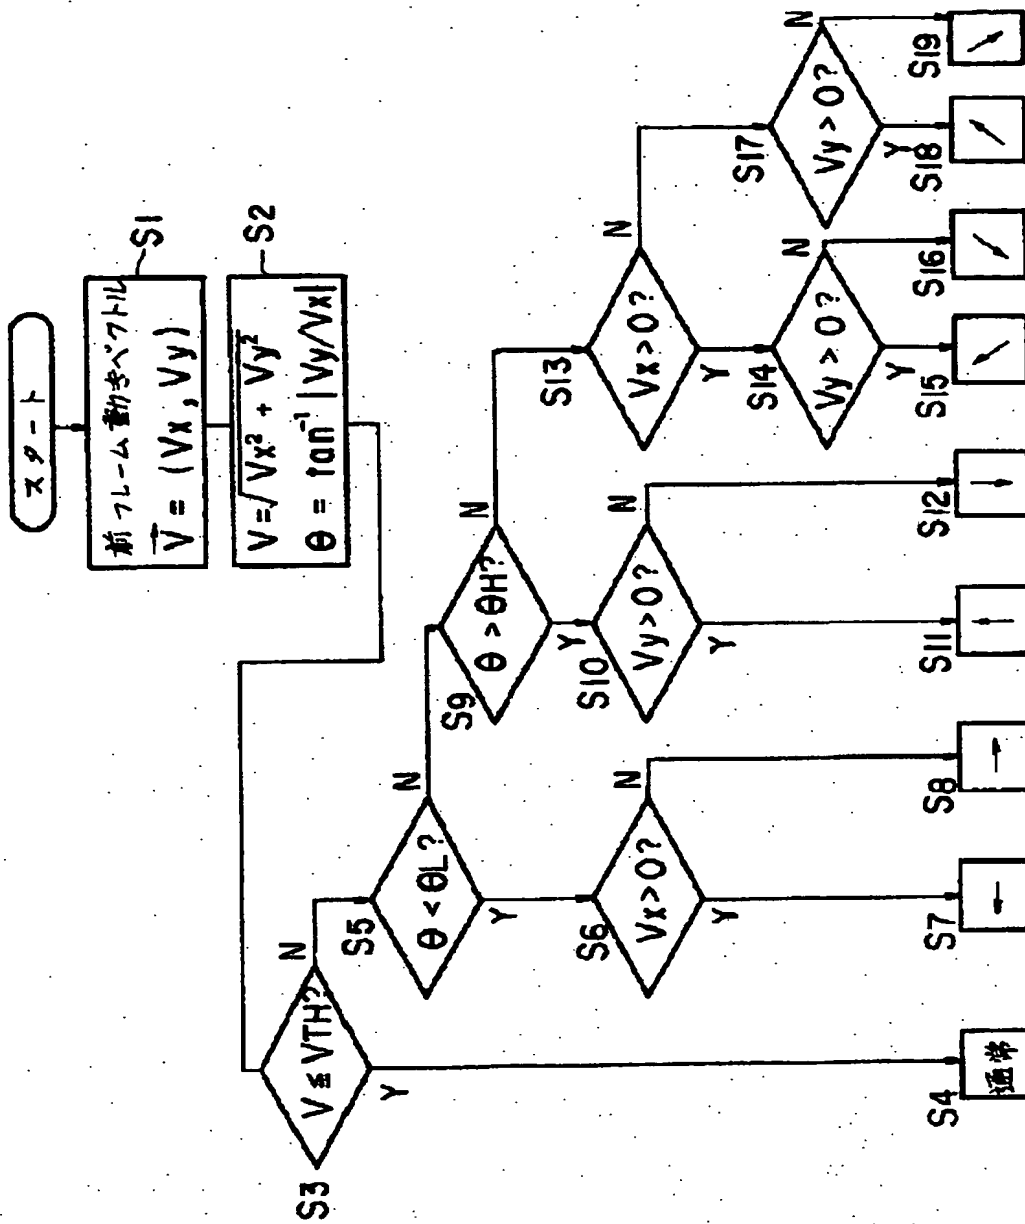 スタート
前フレーム動きベクトル
V = (Vx , Vy)
S1
V=√Vx² + Vy²
θ = tan⁻¹ | Vy/Vx |
S2
V ≦ VTH?
S3
Y
N
通常
S4
θ < θL?
S5
Y
N
Vx>0?
S6
Y
N
←
S7
→
S8
θ > θH?
S9
Y
N
Vy>0?
S10
Y
N
↑
S11
↓
S12
Vx>0?
S13
Y
N
Vy>0?
S14
Y
N
↖
S15
↙
S16
Vy>0?
S17
Y
N
↗
S18
↘
S19